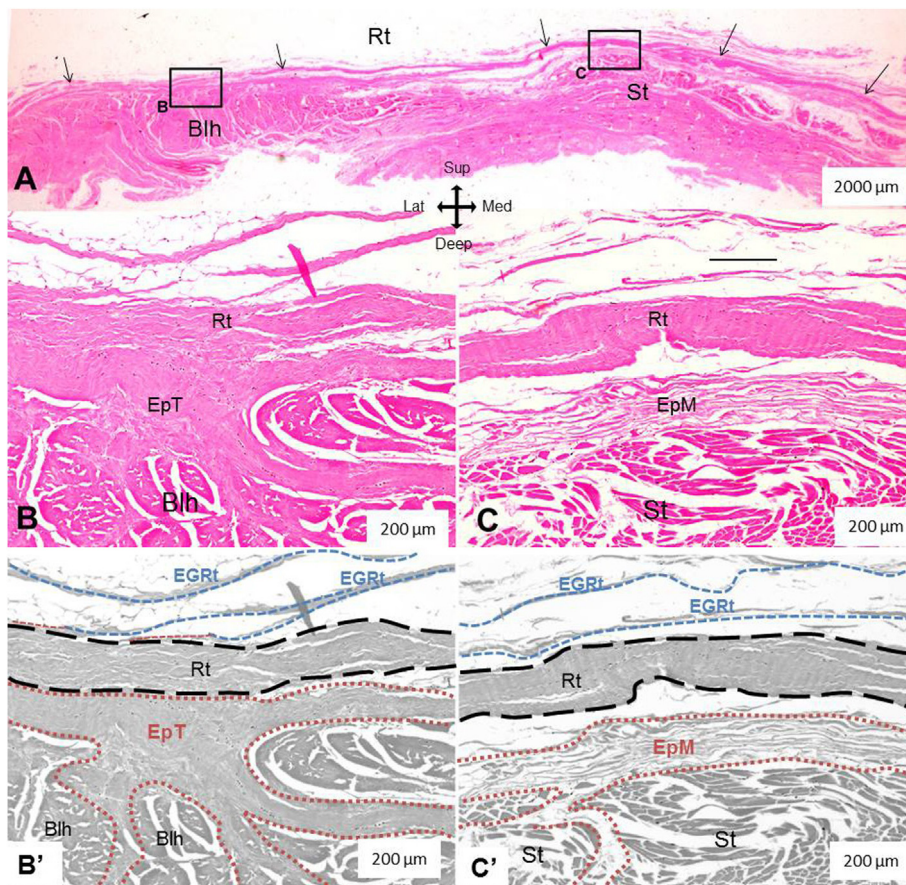 Rt
B
C
Blh
St
A
2000 µm
Sup
Lat Med
Deep
Rt
EpT
Blh
B
200 µm
Rt
EpM
St
C
200 µm
EGRt
EGRt
Rt
EpT
Blh
Blh
B’
200 µm
EGRt
EGRt
Rt
EpM
St
St
C’
200 µm